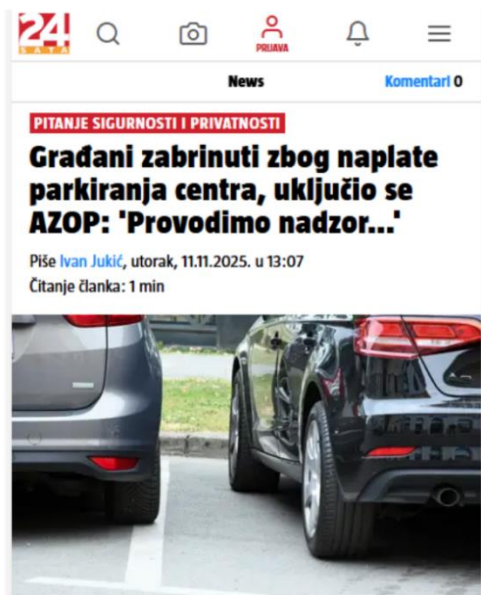 24
SATA
PRIJAVA
News
Komentari 0
PITANJE SIGURNOSTI I PRIVATNOSTI
Građani zabrinuti zbog naplate
parkiranja centra, uključio se
AZOP: 'Provodimo nadzor...'
Piše Ivan Jukić, utorak, 11.11.2025. u 13:07
Čitanje članka: 1 min